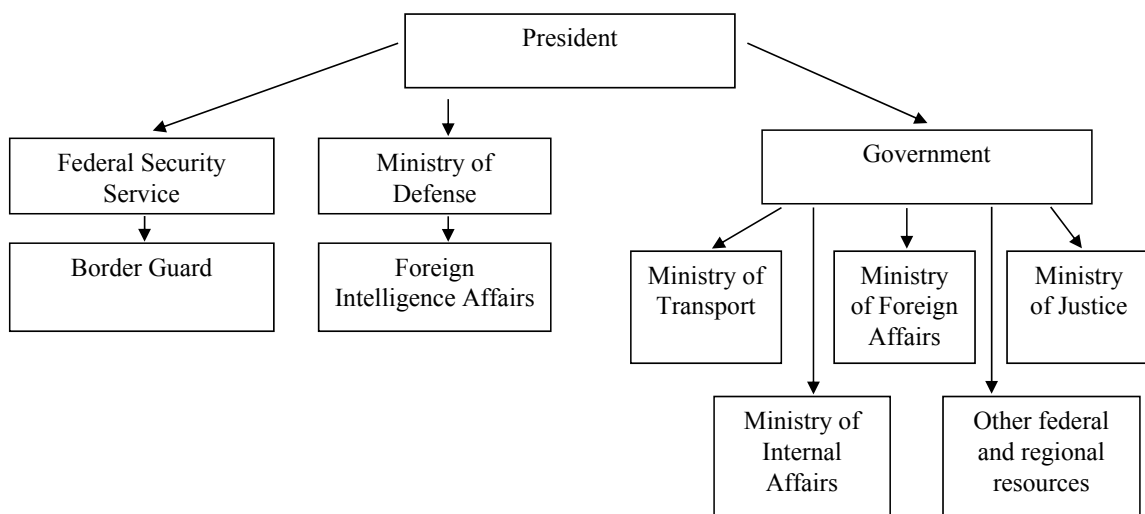 President
Federal Security
Service
Ministry of
Defense
Government
Border Guard
Foreign
Intelligence Affairs
Ministry of
Transport
Ministry
of Foreign
Affairs
Ministry
of Justice
Ministry of
Internal
Affairs
Other federal
and regional
resources